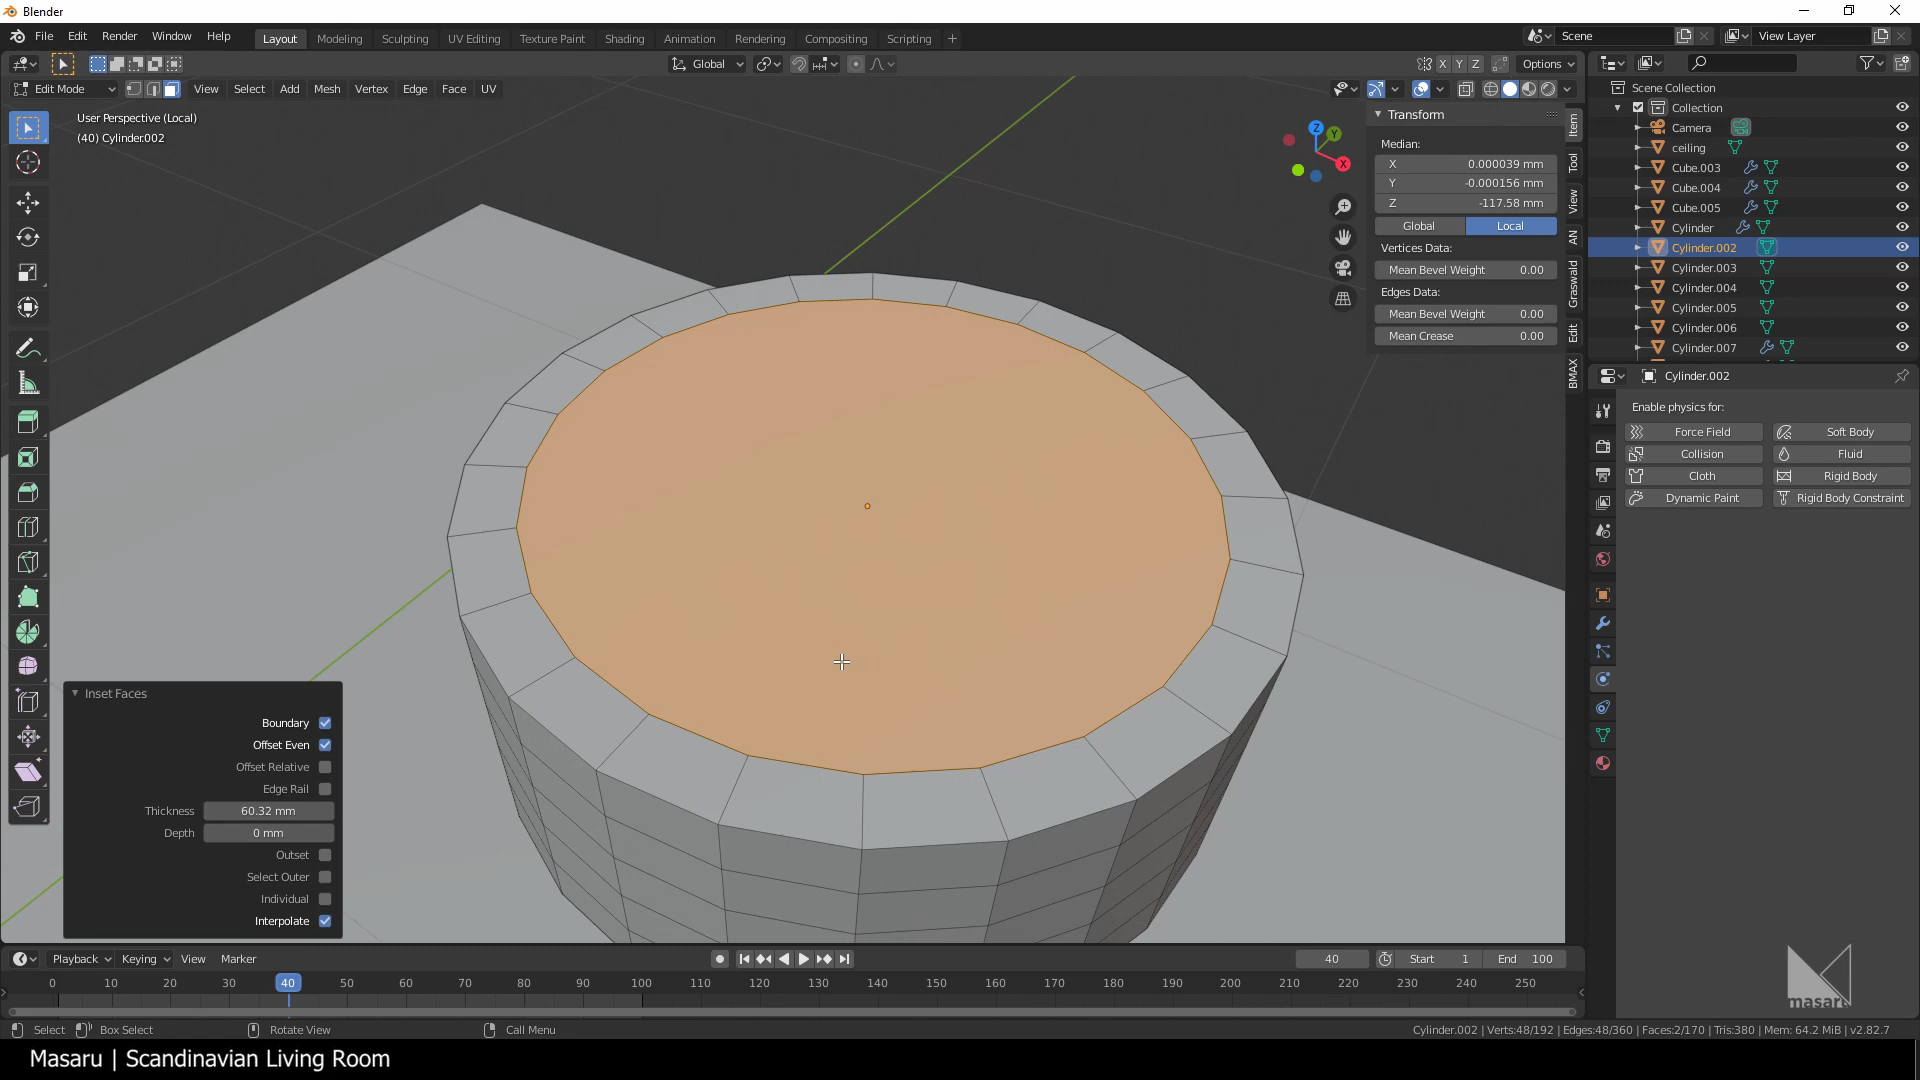 Blender
File Edit Render Window Help
Layout Modeling Sculpting UV Editing Texture Paint Shading Animation Rendering Compositing Scripting +
Scene
View Layer
Global
X Y Z
Options
Edit Mode
View Select Add Mesh Vertex Edge Face UV
User Perspective (Local)
(40) Cylinder.002
Z
Y
X
Transform
Median:
X 0.000039 mm
Y -0.000156 mm
Z -117.58 mm
Global Local
Vertices Data:
Mean Bevel Weight 0.00
Edges Data:
Mean Bevel Weight 0.00
Mean Crease 0.00
Item
Tool
View
AN
Graswald
Edit
BMAX
Scene Collection
Collection
Camera
ceiling
Cube.003
Cube.004
Cube.005
Cylinder
Cylinder.002
Cylinder.003
Cylinder.004
Cylinder.005
Cylinder.006
Cylinder.007
Cylinder.002
Enable physics for:
Force Field Soft Body
Collision Fluid
Cloth Rigid Body
Dynamic Paint Rigid Body Constraint
Inset Faces
Boundary
Offset Even
Offset Relative
Edge Rail
Thickness 60.32 mm
Depth 0 mm
Outset
Select Outer
Individual
Interpolate
Playback Keying View Marker
40 Start 1 End 100
0 10 20 30 40 50 60 70 80 90 100 110 120 130 140 150 160 170 180 190 200 210 220 230 240 250
masaru
Select Box Select Rotate View Call Menu
Cylinder.002 | Verts:48/192 | Edges:48/360 | Faces:2/170 | Tris:380 | Mem: 64.2 MiB | v2.82.7
Masaru | Scandinavian Living Room